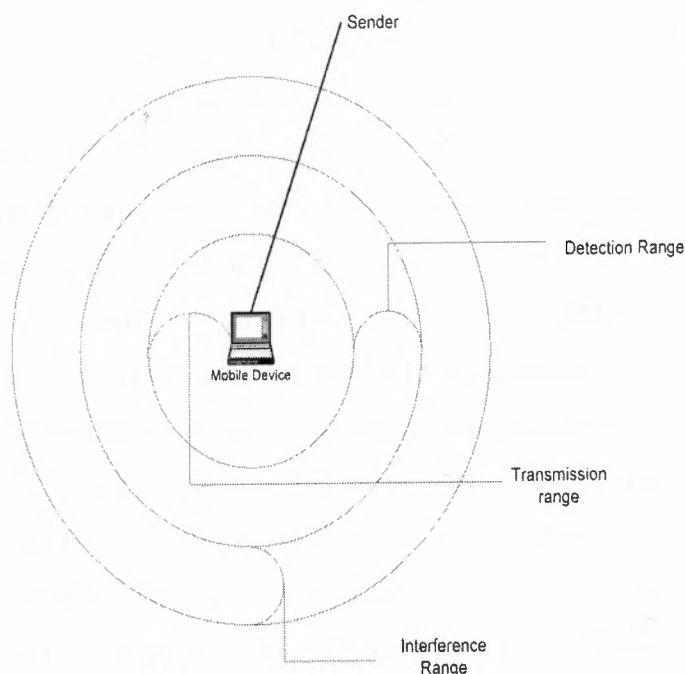 Sender
Detection Range
Mobile Device
Transmission
range
Interference
Range